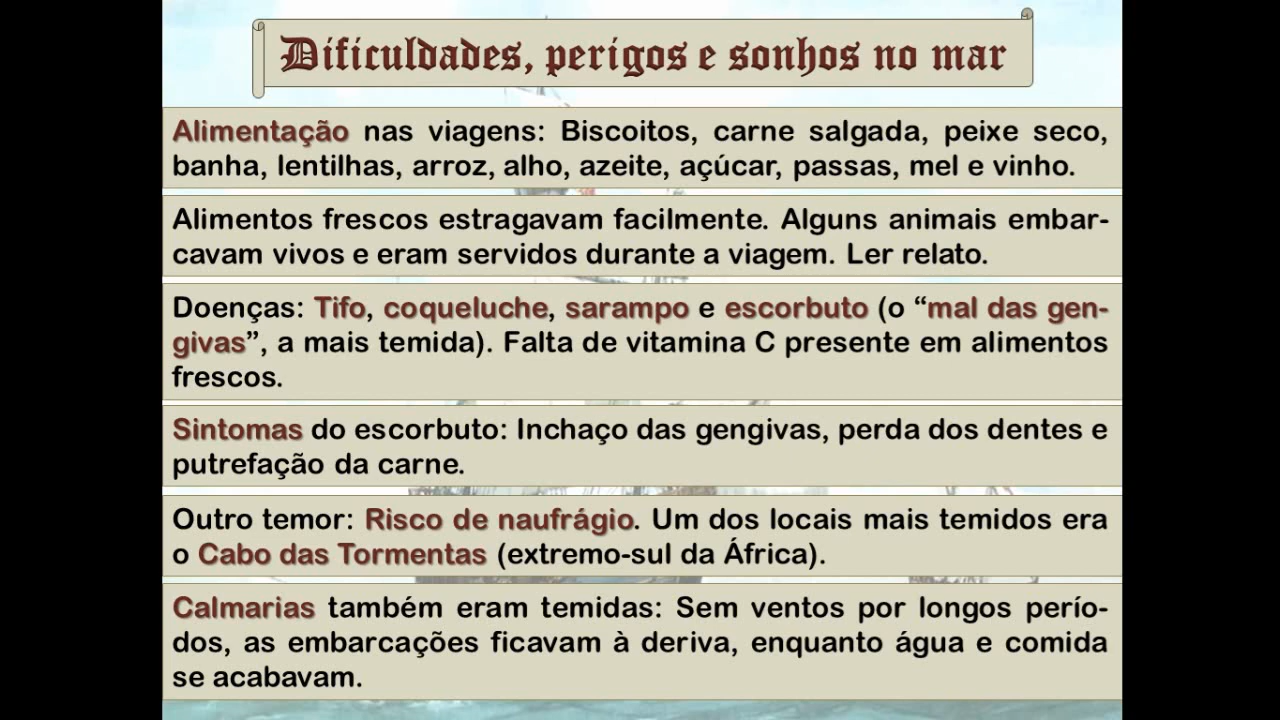 Dificuldades, perigos e sonhos no mar
Alimentação nas viagens: Biscoitos, carne salgada, peixe seco,
banha, lentilhas, arroz, alho, azeite, açúcar, passas, mel e vinho.
Alimentos frescos estragavam facilmente. Alguns animais embar-
cavam vivos e eram servidos durante a viagem. Ler relato.
Doenças: Tifo, coqueluche, sarampo e escorbuto (o “mal das gen-
givas”, a mais temida). Falta de vitamina C presente em alimentos
frescos.
Sintomas do escorbuto: Inchaço das gengivas, perda dos dentes e
putrefação da carne.
Outro temor: Risco de naufrágio. Um dos locais mais temidos era
o Cabo das Tormentas (extremo-sul da África).
Calmarias também eram temidas: Sem ventos por longos perío-
dos, as embarcações ficavam à deriva, enquanto água e comida
se acabavam.